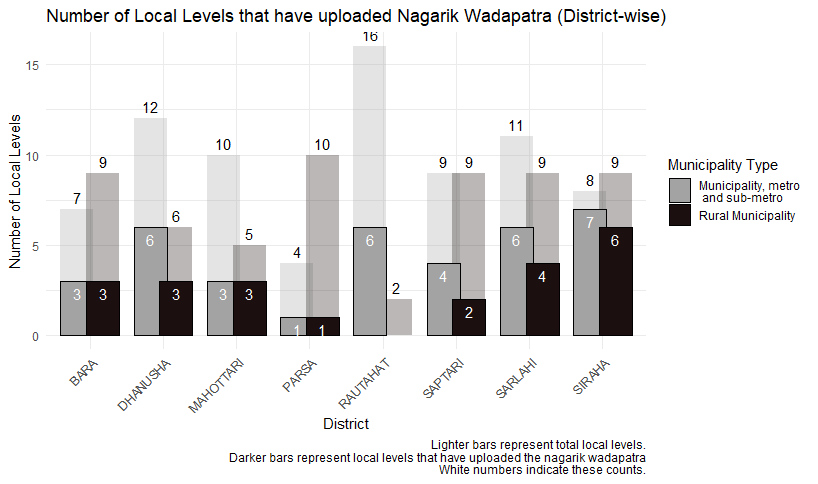 Number of Local Levels that have uploaded Nagarik Wadapatra (District-wise)
Number of Local Levels
15
10
5
0
7
9
3
3
12
6
6
3
10
5
3
3
4
10
1
1
16
2
6
9
9
4
2
11
9
6
4
8
9
7
6
BARA
DHANUSHA
MAHOTTARI
PARSA
RAUTAHAT
SAPTARI
SARLAHI
SIRAHA
District
Municipality Type
Municipality, metro
and sub-metro
Rural Municipality
Lighter bars represent total local levels.
Darker bars represent local levels that have uploaded the nagarik wadapatra
White numbers indicate these counts.